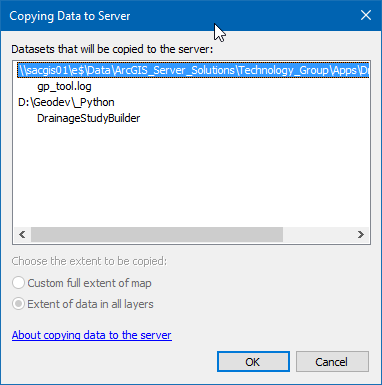 Copying Data to Server
Datasets that will be copied to the server:
\\sacgis01\e$\Data\ArcGIS_Server_Solutions\Technology_Group\Apps\Dr
gp_tool.log
D:\Geodev\_Python
DrainageStudyBuilder
Choose the extent to be copied:
Custom full extent of map
Extent of data in all layers
About copying data to the server
OK
Cancel